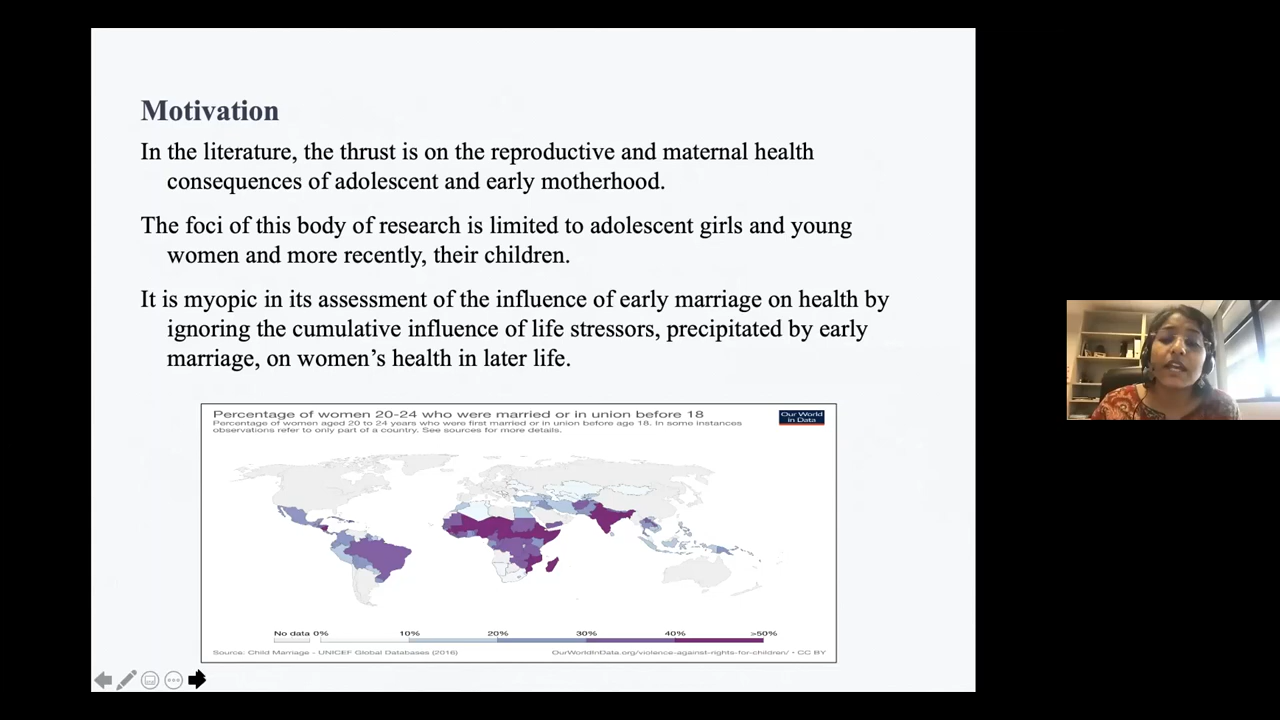 Motivation
In the literature, the thrust is on the reproductive and maternal health
consequences of adolescent and early motherhood.
The foci of this body of research is limited to adolescent girls and young
women and more recently, their children.
It is myopic in its assessment of the influence of early marriage on health by
ignoring the cumulative influence of life stressors, precipitated by early
marriage, on women’s health in later life.
Percentage of women 20-24 who were married or in union before 18
Our World
in Data
Percentage of women aged 20 to 24 years who were first married or in union before age 18. In some instances
observations refer to only part of a country. See sources for more details.
No data 0% 10% 20% 30% 40% >50%
Source: Child Marriage - UNICEF Global Databases (2016) OurWorldInData.org/violence-against-rights-for-children/ • CC BY